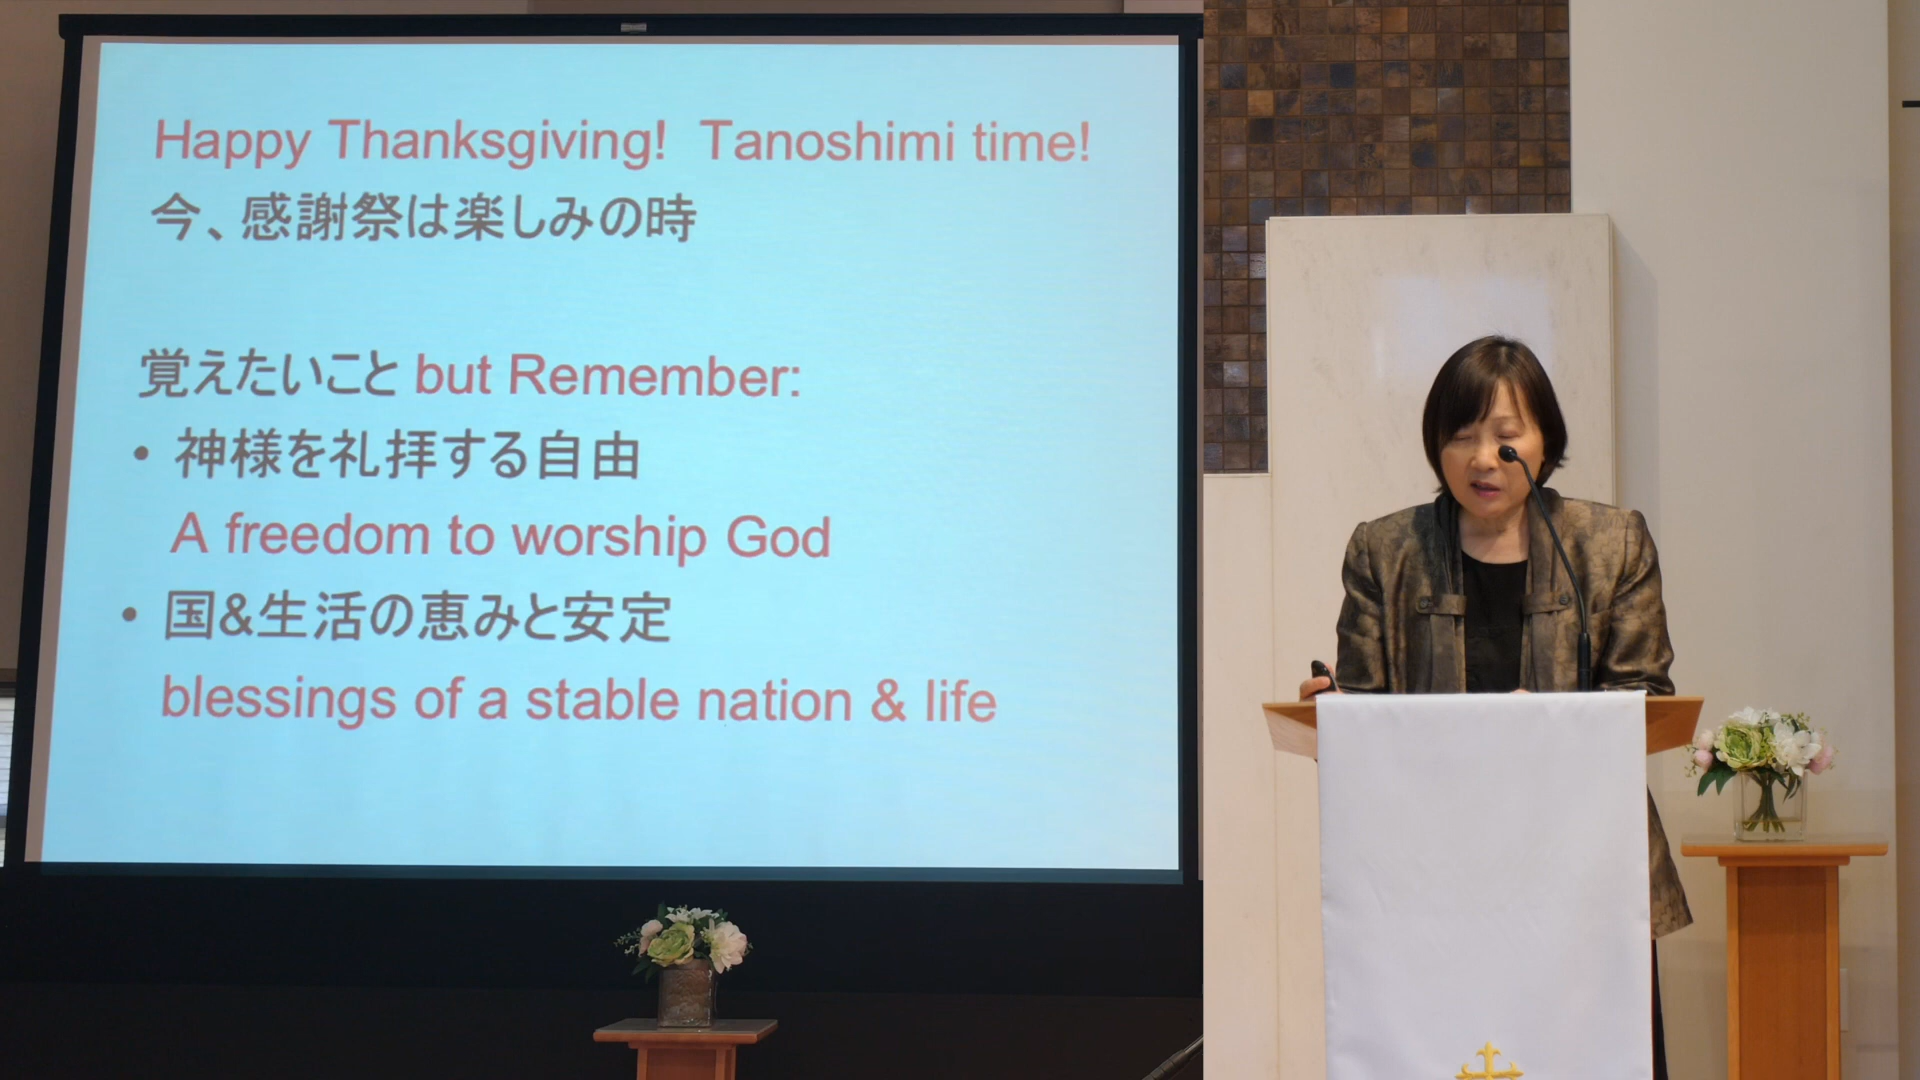 Happy Thanksgiving!  Tanoshimi time!
今、感謝祭は楽しみの時
覚えたいこと but Remember:
• 神様を礼拝する自由
A freedom to worship God
• 国&生活の恵みと安定
blessings of a stable nation & life